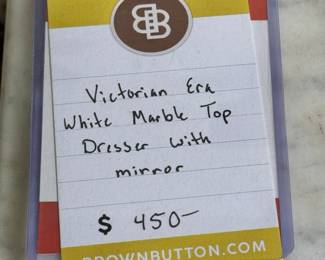 BB
Victorian Era
White Marble Top
Dresser with
mirror
$ 450-
BROWNBUTTON.COM